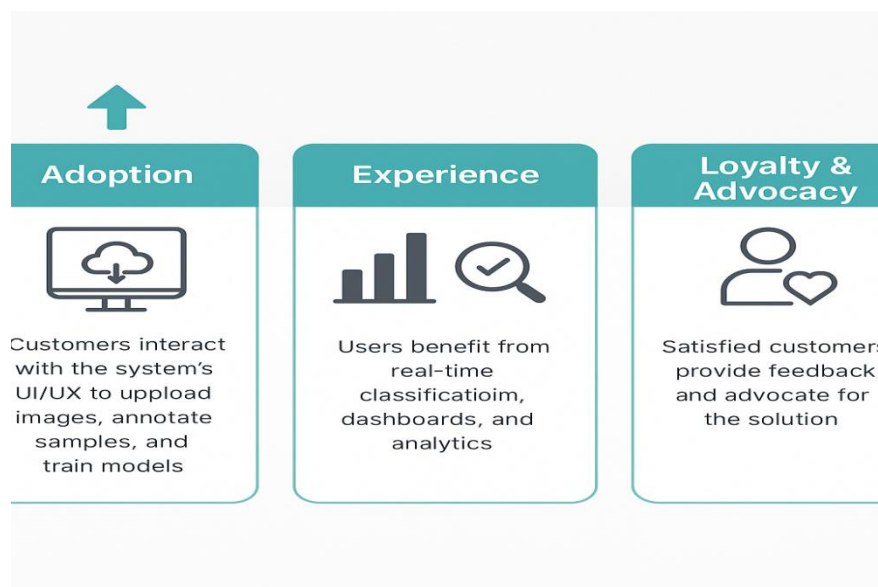 Adoption
Customers interact
with the system's
UI/UX to uppload
images, annotate
samples, and
train models
Experience
Users benefit from
real-time
classificatioim,
dashboards, and
analytics
Loyalty &
Advocacy
Satisfied customers
provide feedback
and advocate for
the solution